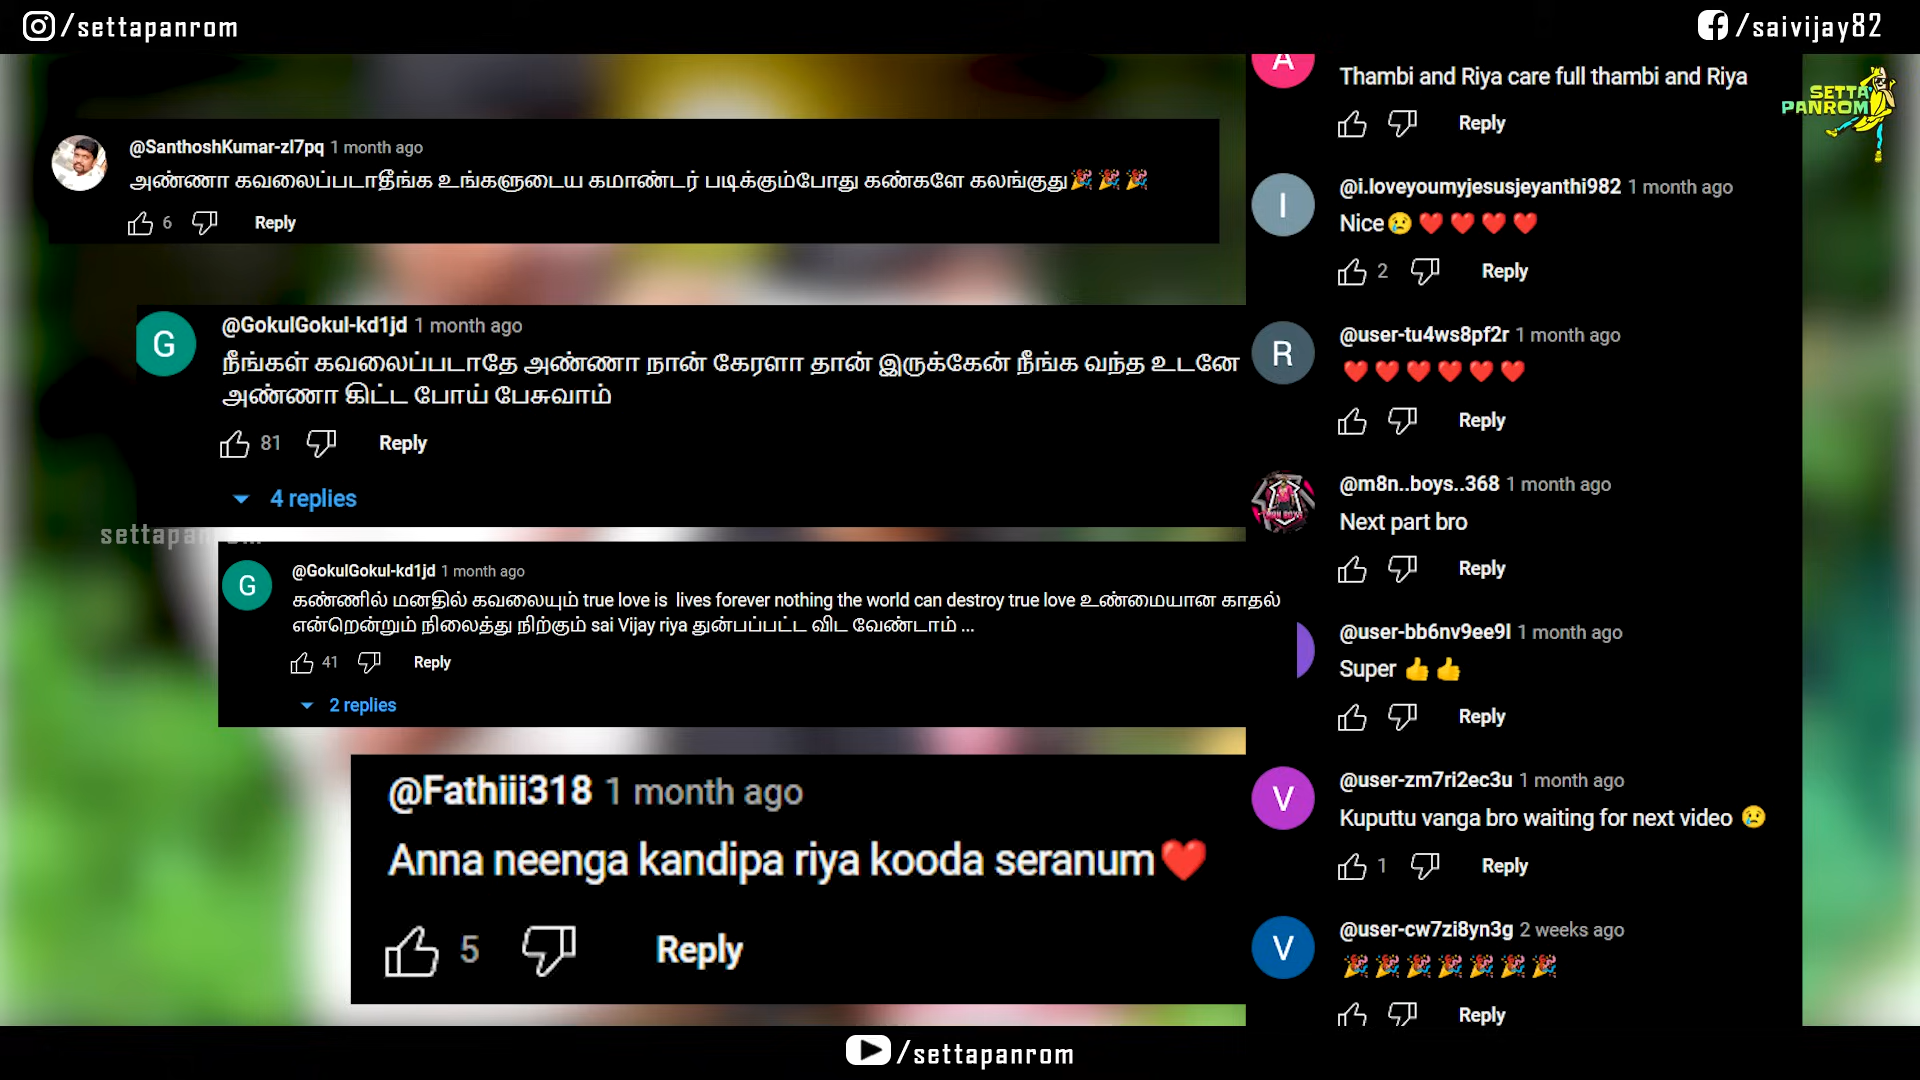 /settapanrom
/saivijay82
SETTA
PANROM
@SanthoshKumar-zl7pq 1 month ago
அண்ணா கவலைப்படாதீங்க உங்களுடைய கமாண்டர் படிக்கும்போது கண்களே கலங்குது🎉🎉🎉
6 Reply
G
@GokulGokul-kd1jd 1 month ago
நீங்கள் கவலைப்படாதே அண்ணா நான் கேரளா தான் இருக்கேன் நீங்க வந்த உடனே
அண்ணா கிட்ட போய் பேசுவாம்
81 Reply
4 replies
settapanrom
G
@GokulGokul-kd1jd 1 month ago
கண்ணில் மனதில் கவலையும் true love is lives forever nothing the world can destroy true love உண்மையான காதல்
என்றென்றும் நிலைத்து நிற்கும் sai Vijay riya துன்பப்பட்ட விட வேண்டாம் ...
41 Reply
2 replies
@Fathiii318 1 month ago
Anna neenga kandipa riya kooda seranum❤️
5 Reply
A
Thambi and Riya care full thambi and Riya
Reply
I
@i.loveyoumyjesusjeyanthi982 1 month ago
Nice😢❤️❤️❤️❤️
2 Reply
R
@user-tu4ws8pf2r 1 month ago
❤️❤️❤️❤️❤️❤️
Reply
@m8n..boys..368 1 month ago
Next part bro
Reply
@user-bb6nv9ee9l 1 month ago
Super 👍👍
Reply
V
@user-zm7ri2ec3u 1 month ago
Kuputtu vanga bro waiting for next video 😢
1 Reply
V
@user-cw7zi8yn3g 2 weeks ago
🎉🎉🎉🎉🎉🎉🎉
Reply
/settapanrom